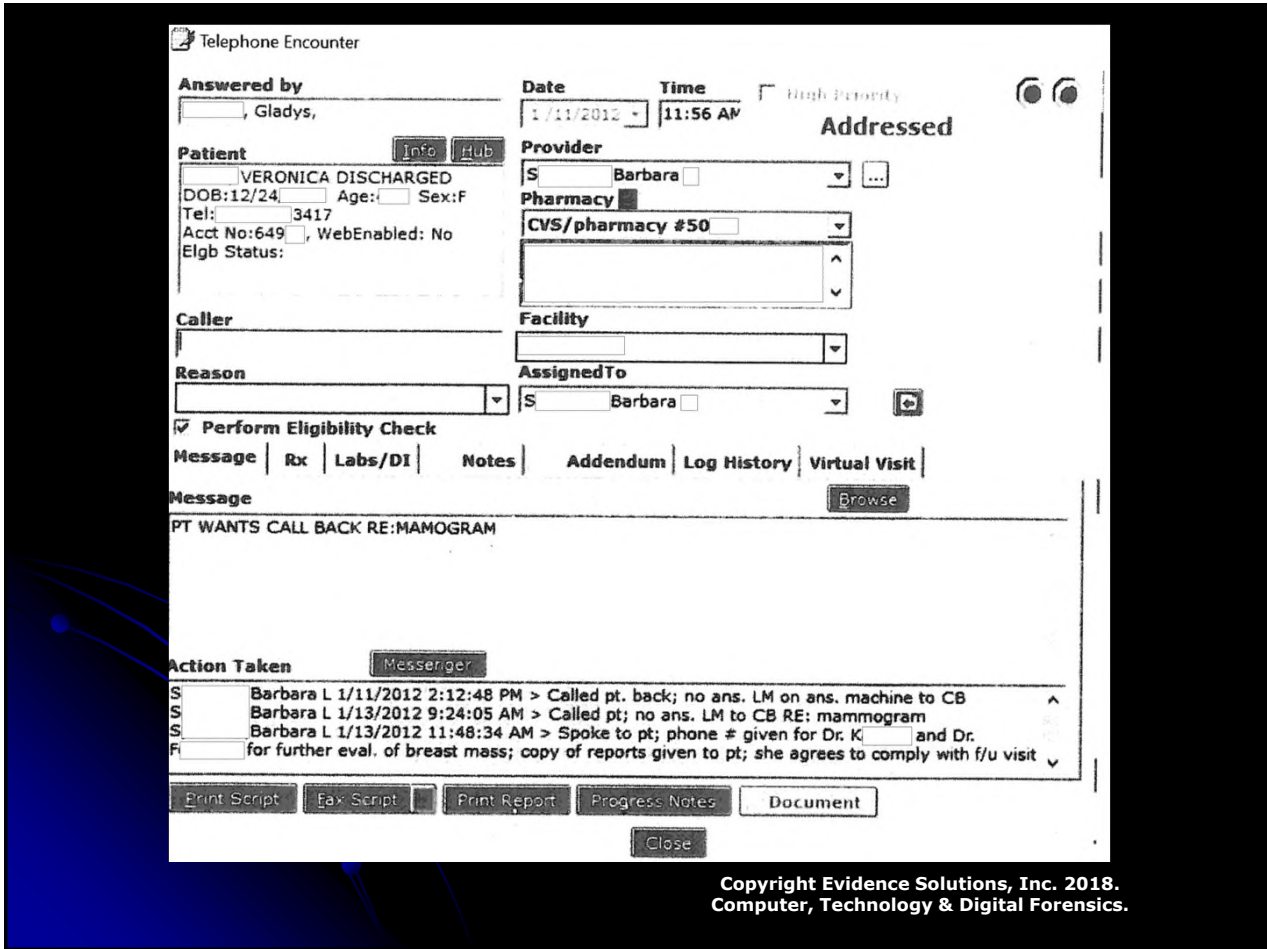 Telephone Encounter
Answered by
, Gladys,
Date
1/11/2012
Time
11:56 AM
High Priority
Addressed
Patient
Info
Hub
VERONICA DISCHARGED
DOB:12/24 Age: Sex:F
Tel: 3417
Acct No:649 , WebEnabled: No
Elgb Status:
Provider
S Barbara
...
Pharmacy
CVS/pharmacy #50
Caller
Facility
Reason
AssignedTo
S Barbara
Perform Eligibility Check
Message Rx Labs/DI Notes Addendum Log History Virtual Visit
Message
Browse
PT WANTS CALL BACK RE:MAMOGRAM
Action Taken
Messenger
S Barbara L 1/11/2012 2:12:48 PM > Called pt. back; no ans. LM on ans. machine to CB
S Barbara L 1/13/2012 9:24:05 AM > Called pt; no ans. LM to CB RE: mammogram
S Barbara L 1/13/2012 11:48:34 AM > Spoke to pt; phone # given for Dr. K and Dr.
F for further eval. of breast mass; copy of reports given to pt; she agrees to comply with f/u visit
Print Script
Fax Script
Print Report
Progress Notes
Document
Close
Copyright Evidence Solutions, Inc. 2018.
Computer, Technology & Digital Forensics.